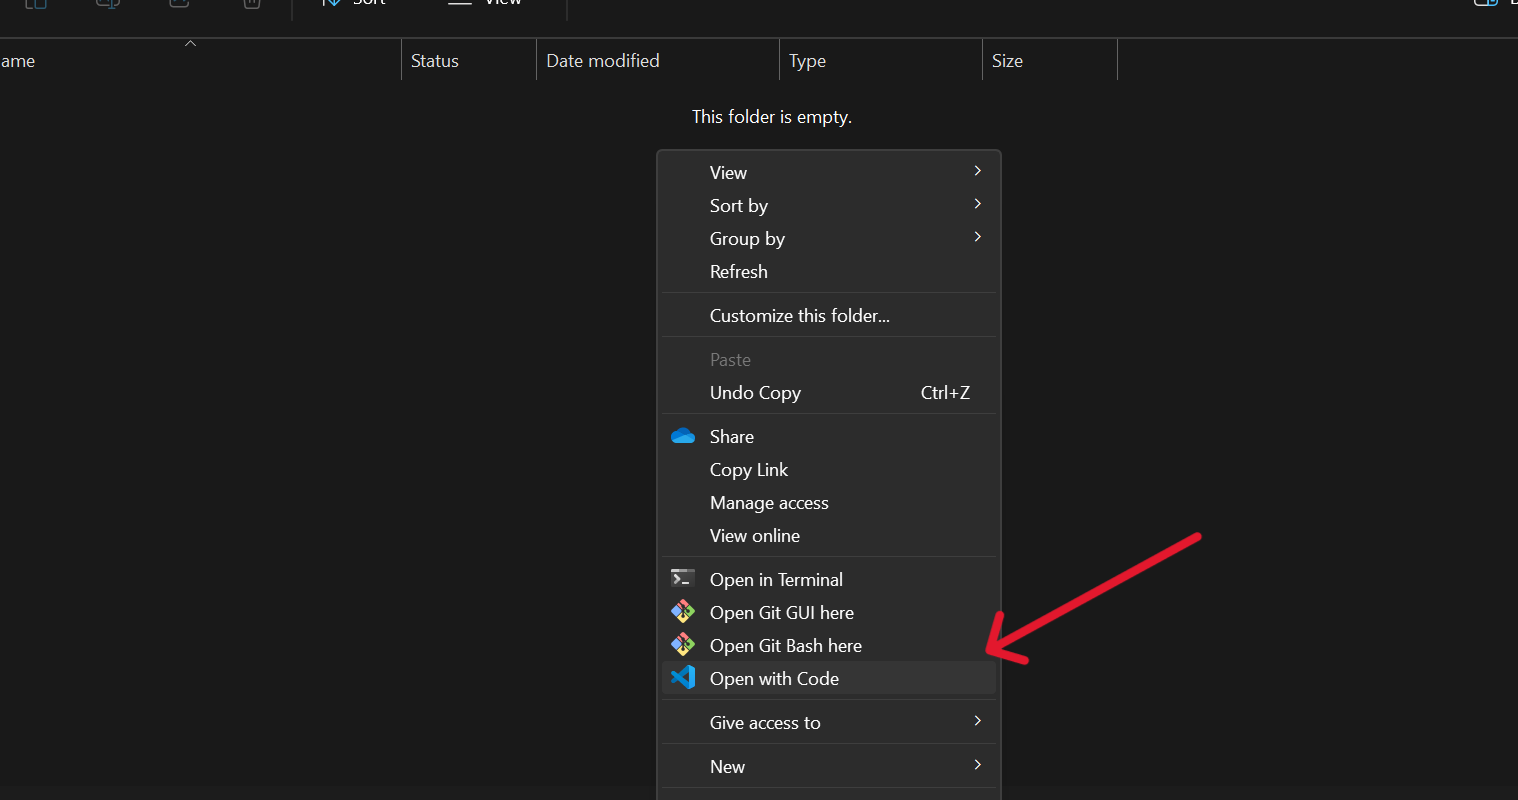 Sort
View
ame
Status
Date modified
Type
Size
This folder is empty.
View
Sort by
Group by
Refresh
Customize this folder...
Paste
Undo Copy Ctrl+Z
Share
Copy Link
Manage access
View online
Open in Terminal
Open Git GUI here
Open Git Bash here
Open with Code
Give access to
New